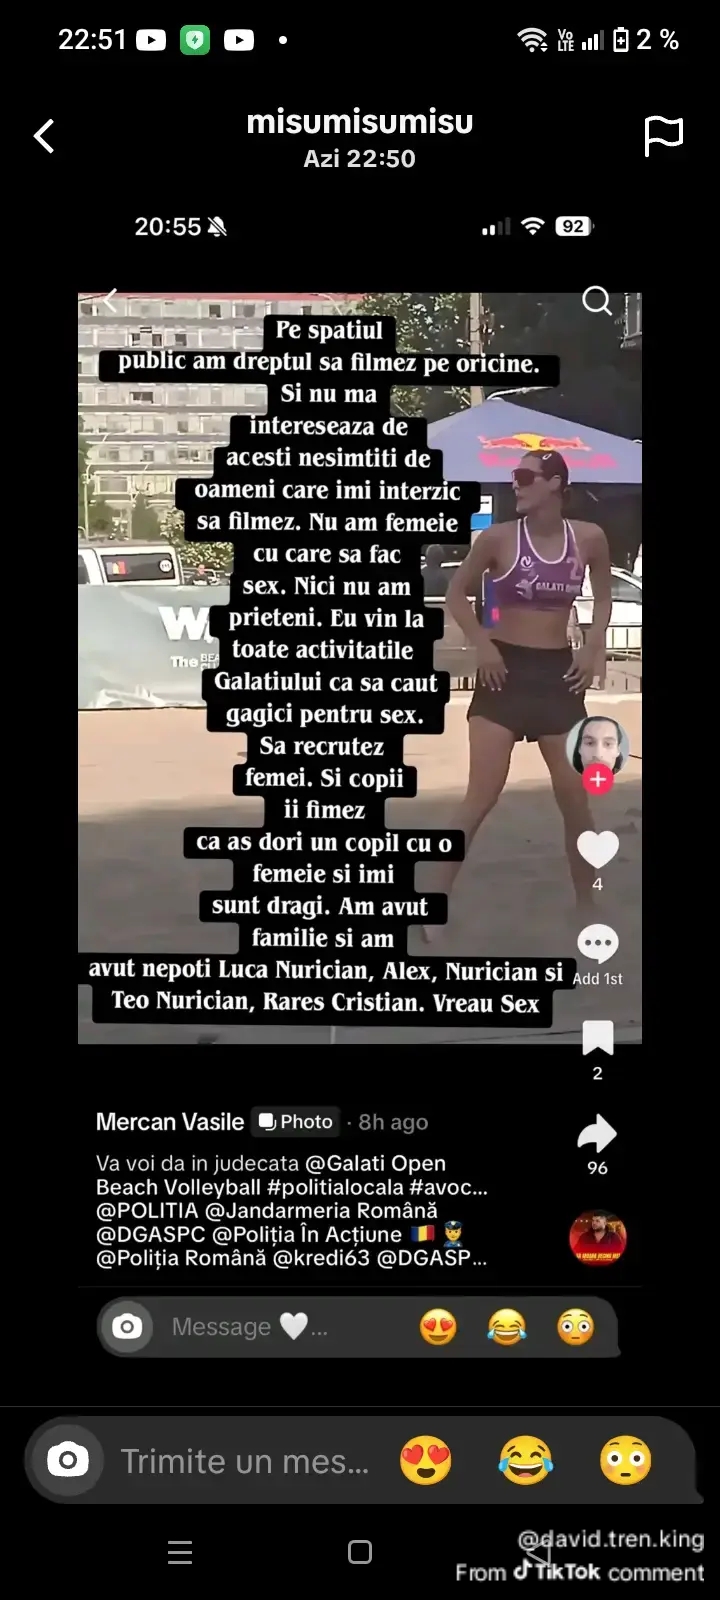 22:51
Vo LTE
2 %
misumisumisu
Azi 22:50
20:55
92
Pe spatiul
public am dreptul sa filmez pe oricine.
Si nu ma
intereseaza de
acesti nesimtiti de
oameni care imi interzic
sa filmez. Nu am femeie
cu care sa fac
sex. Nici nu am
prieteni. Eu vin la
toate activitatile
Galatiului ca sa caut
gagici pentru sex.
Sa recrutez
femei. Si copii
ii fimez
ca as dori un copil cu o
femeie si imi
sunt dragi. Am avut
familie si am
avut nepoti Luca Nurician, Alex, Nurician si
Teo Nurician, Rares Cristian. Vreau Sex
GALATI
W
The
4
Add 1st
2
96
Mercan Vasile Photo · 8h ago
Va voi da in judecata @Galati Open
Beach Volleyball #politialocala #avoc...
@POLITIA @Jandarmeria Română
@DGASPC @Poliția În Acțiune 🇷🇴 👮
@Poliția Română @kredi63 @DGASP...
Message 🤍...
Trimite un mes...
@david.tren.king
From TikTok comment